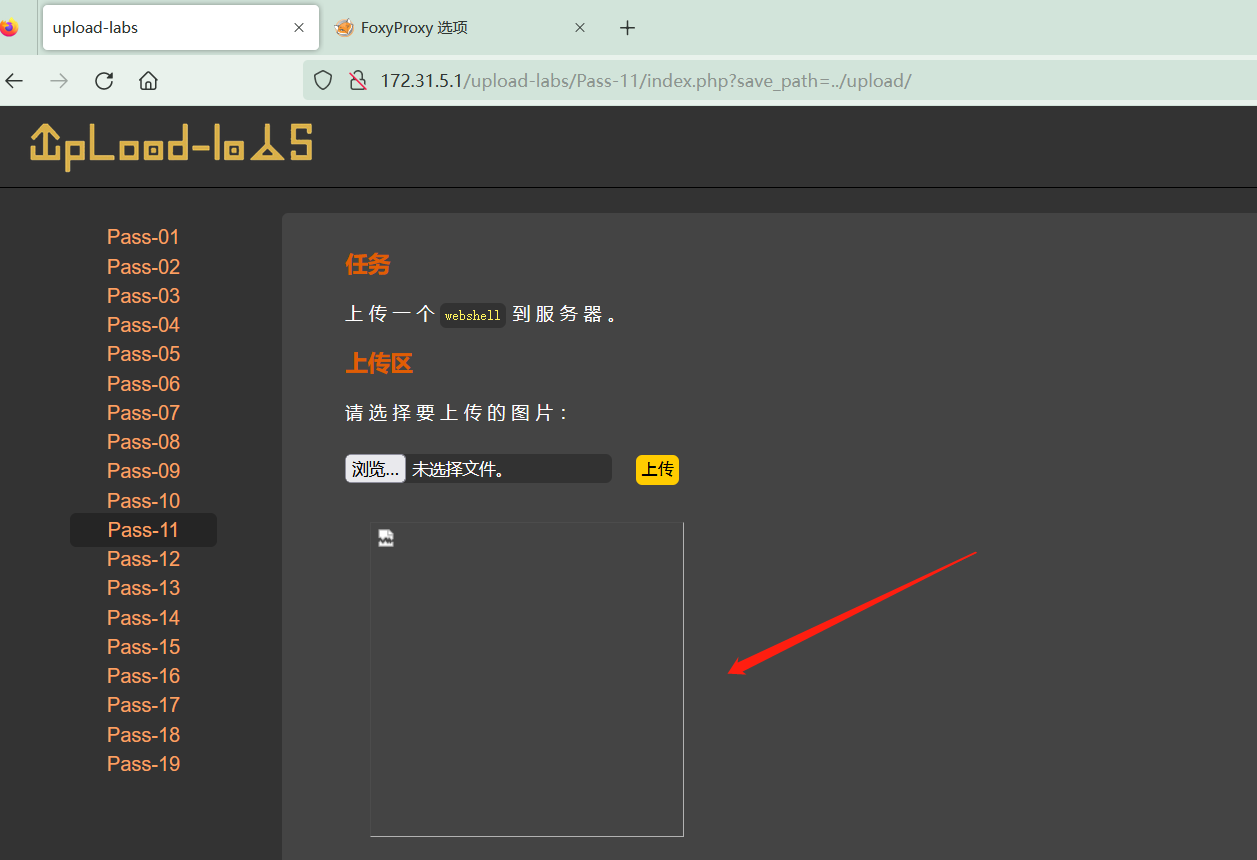 upload-labs
FoxyProxy 选项
172.31.5.1/upload-labs/Pass-11/index.php?save_path=../upload/
upLoad-labs
Pass-01
Pass-02
Pass-03
Pass-04
Pass-05
Pass-06
Pass-07
Pass-08
Pass-09
Pass-10
Pass-11
Pass-12
Pass-13
Pass-14
Pass-15
Pass-16
Pass-17
Pass-18
Pass-19
任务
上传一个 webshell 到服务器。
上传区
请选择要上传的图片：
浏览... 未选择文件。 上传